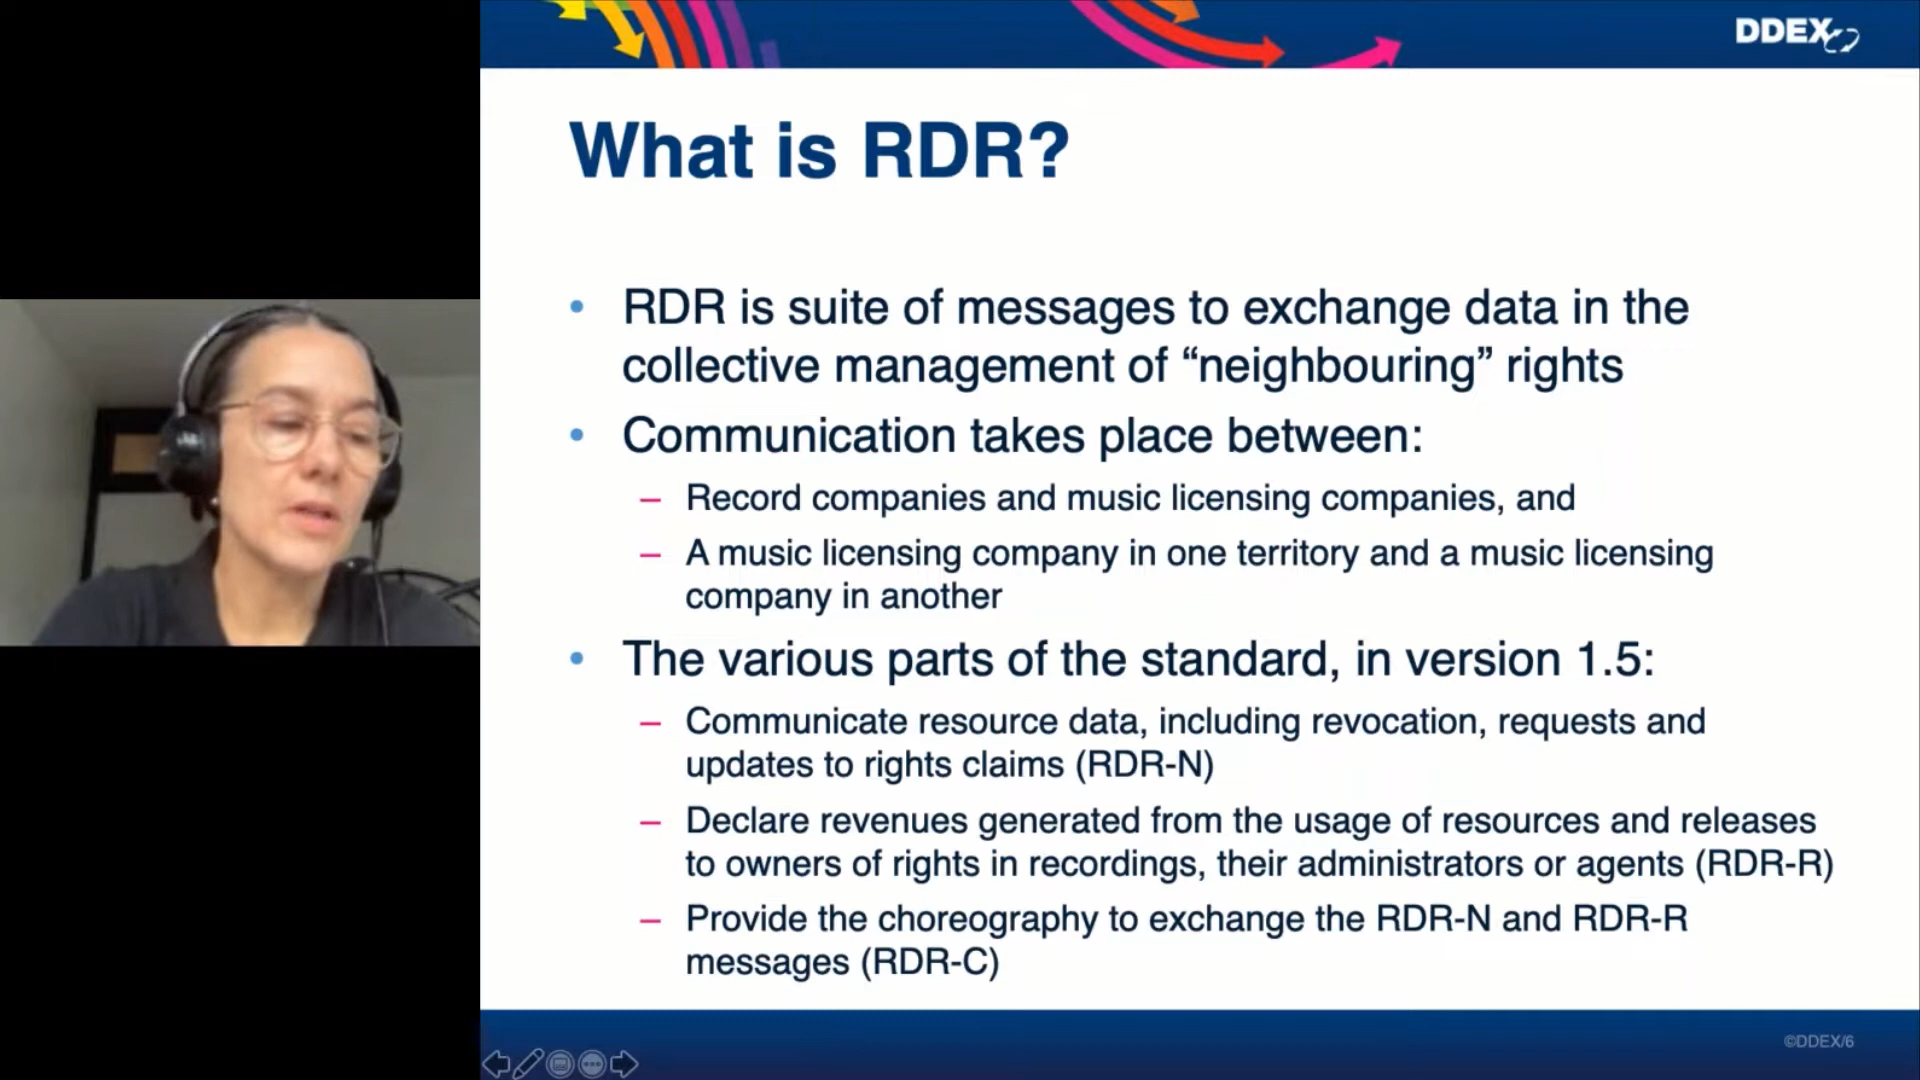 DDEX
What is RDR?
• RDR is suite of messages to exchange data in the
collective management of “neighbouring” rights
• Communication takes place between:
– Record companies and music licensing companies, and
– A music licensing company in one territory and a music licensing
company in another
• The various parts of the standard, in version 1.5:
– Communicate resource data, including revocation, requests and
updates to rights claims (RDR-N)
– Declare revenues generated from the usage of resources and releases
to owners of rights in recordings, their administrators or agents (RDR-R)
– Provide the choreography to exchange the RDR-N and RDR-R
messages (RDR-C)
©DDEX/6